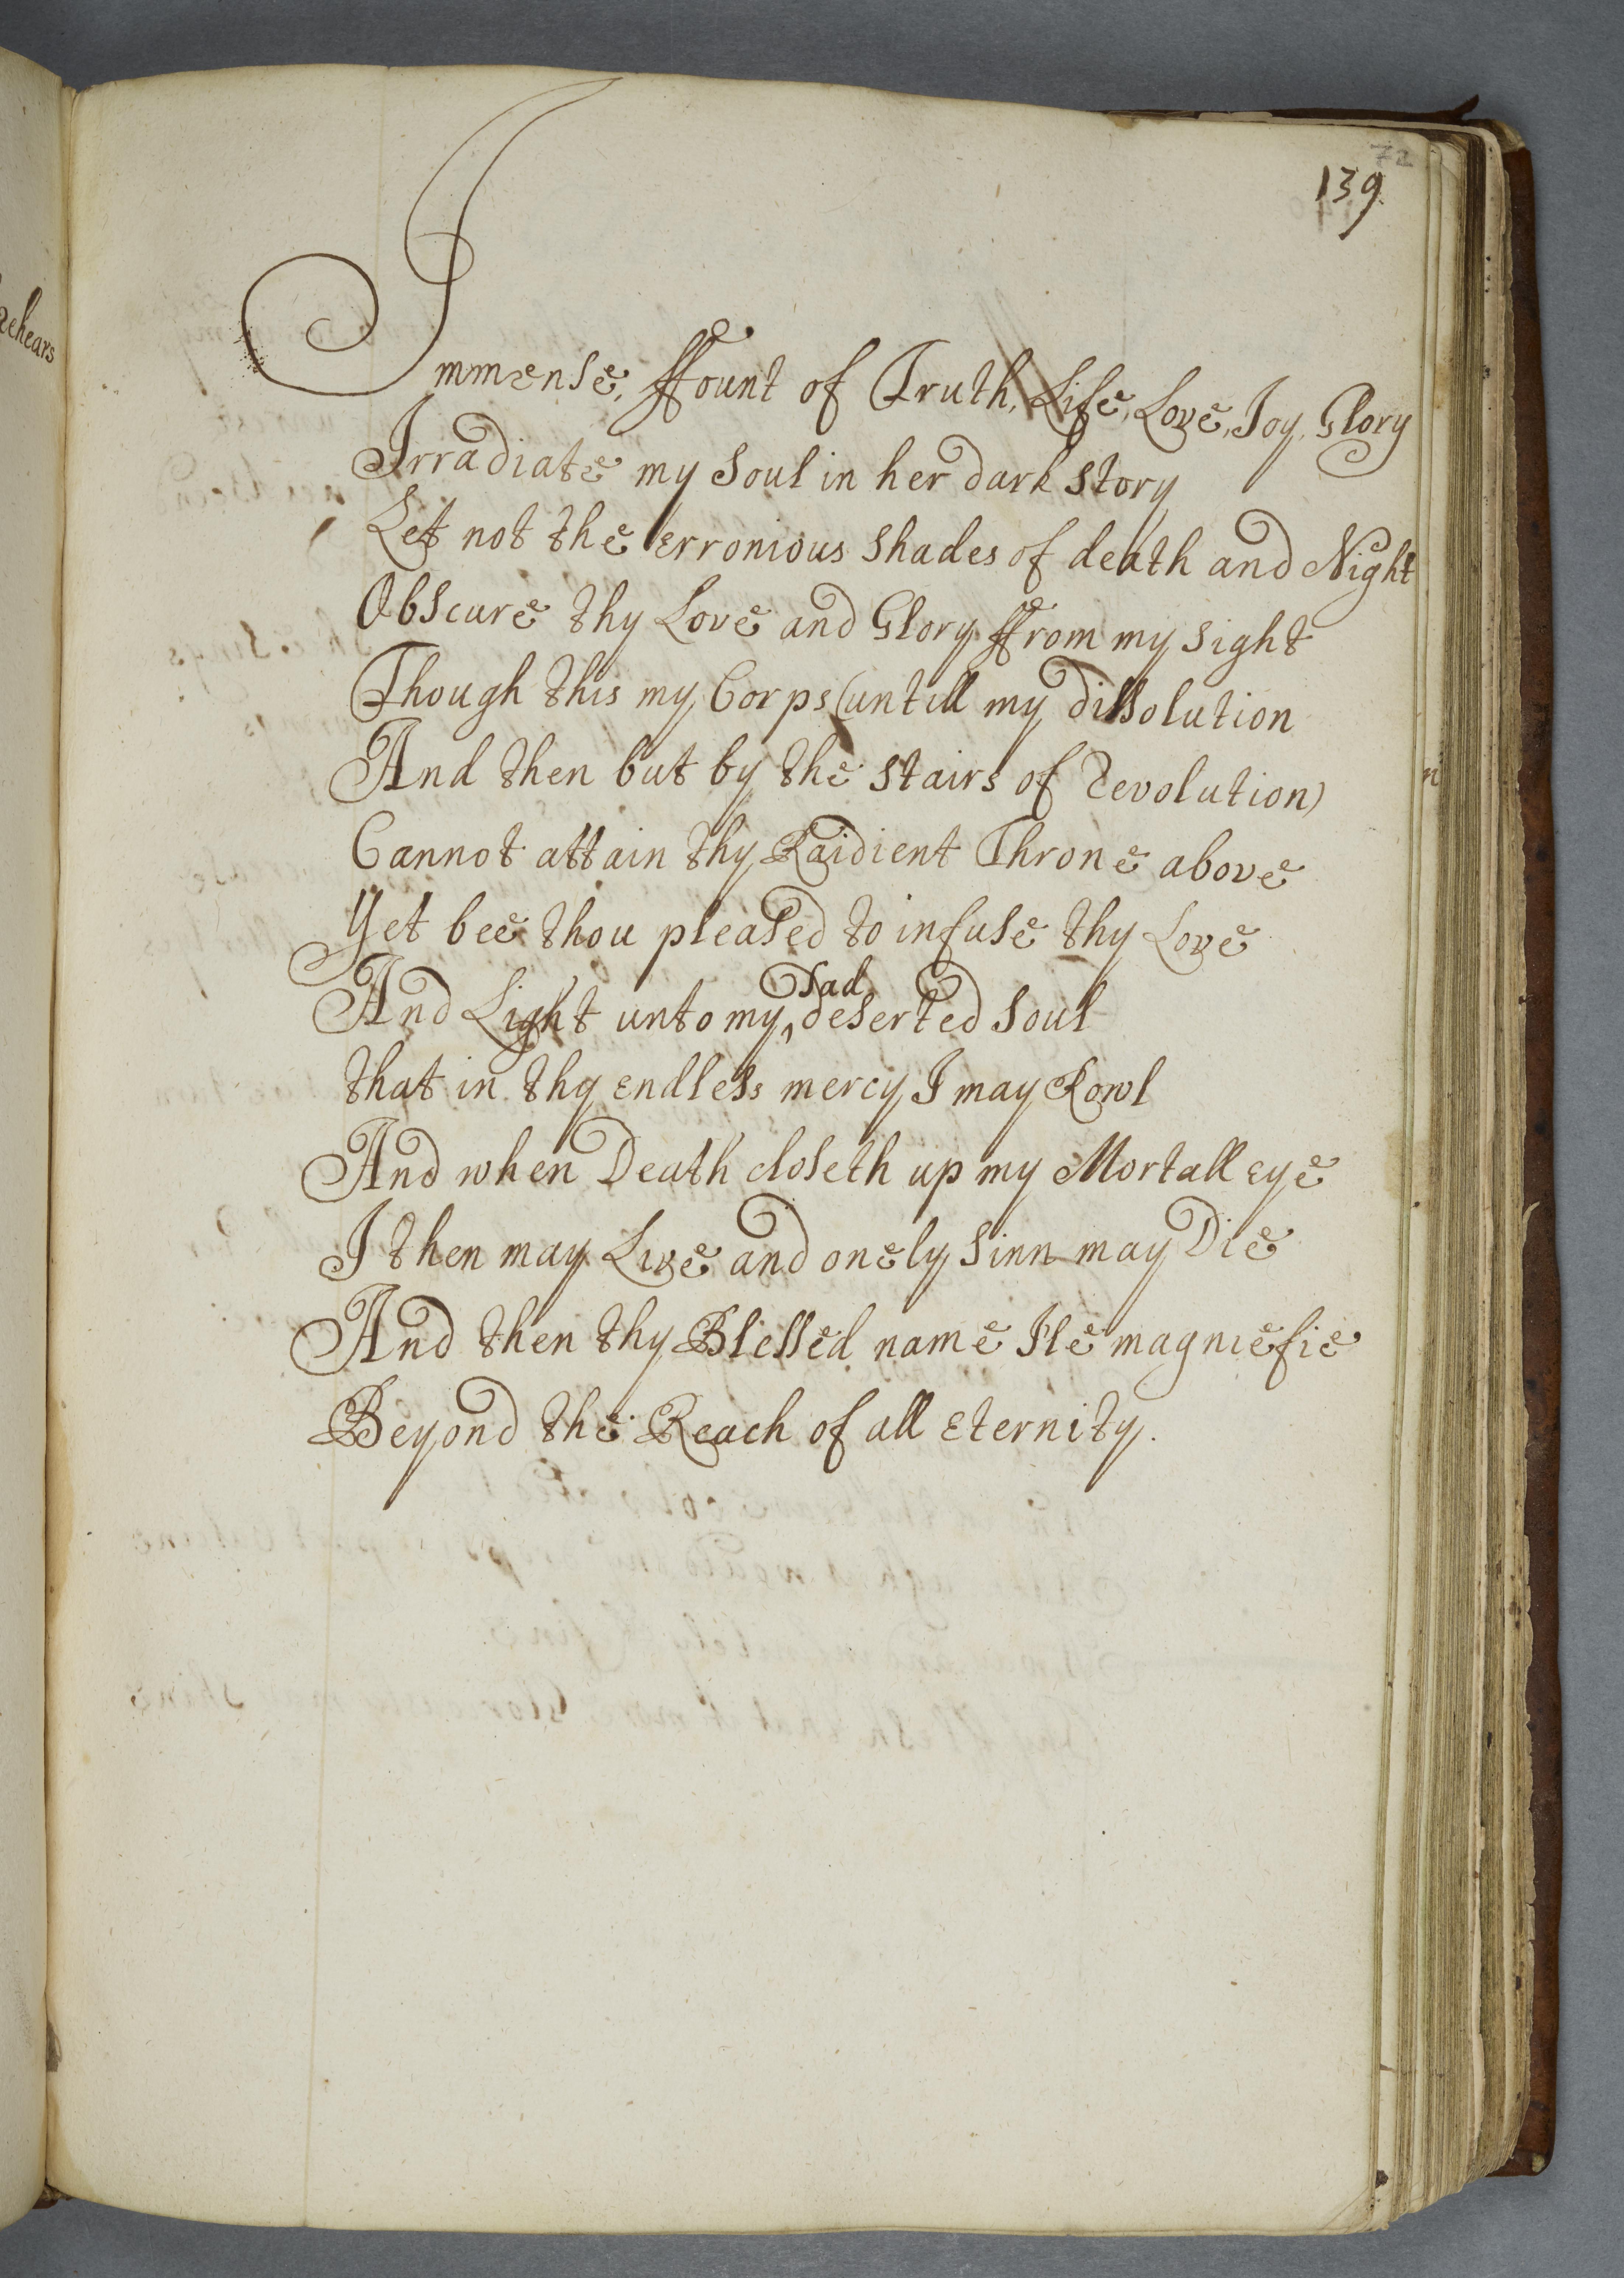 ehears
72
139
Immense, ffount of Truth, Life, Love, Joy, Glory
Irradiate my soul in her dark story
Let not the erronious shades of death and Night
Obscure thy Love and Glory ffrom my sight
Though this my Corps (untill my dissolution
And then but by the stairs of Revolution)
Cannot attain thy Raidient Throne above
Yet bee thou pleased to infuse thy Love
sad
And Light unto my ‸ deserted soul
that in thy endless mercy I may Rowl
And when Death closeth up my Mortall eye
I then may Live and onely sinn may Die
And then thy Blessed name I'le magniefie
Beyond the Reach of all eternity.